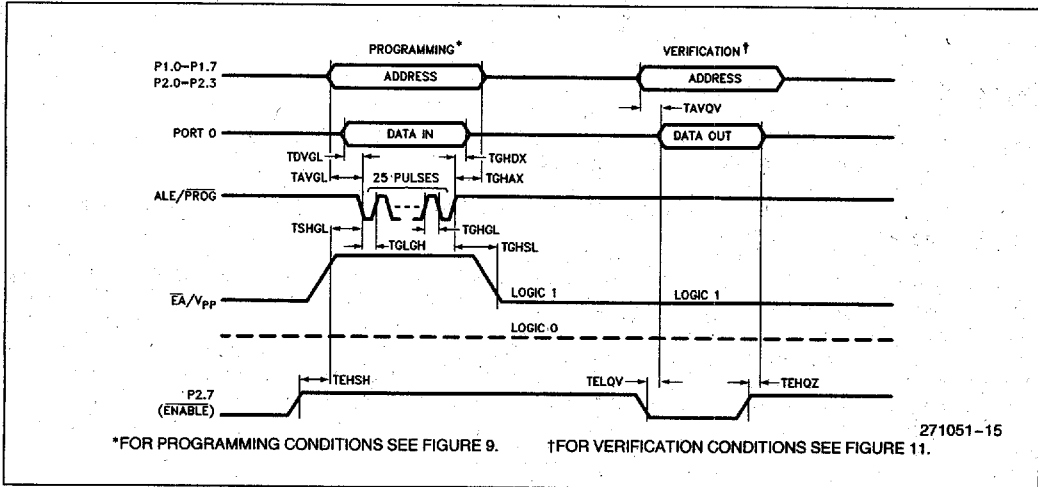 PROGRAMMING* VERIFICATION†
P1.0–P1.7
P2.0–P2.3
ADDRESS ADDRESS
TAVQV
PORT 0 DATA IN DATA OUT
TDVGL TGHDX
TAVGL 25 PULSES TGHAX
ALE/PROG
TSHGL TGHGL
TGLGH TGHSL
EA/VPP LOGIC 1 LOGIC 1
LOGIC 0
TEHSH TELQV TEHQZ
P2.7
(ENABLE)
271051–15
*FOR PROGRAMMING CONDITIONS SEE FIGURE 9. †FOR VERIFICATION CONDITIONS SEE FIGURE 11.